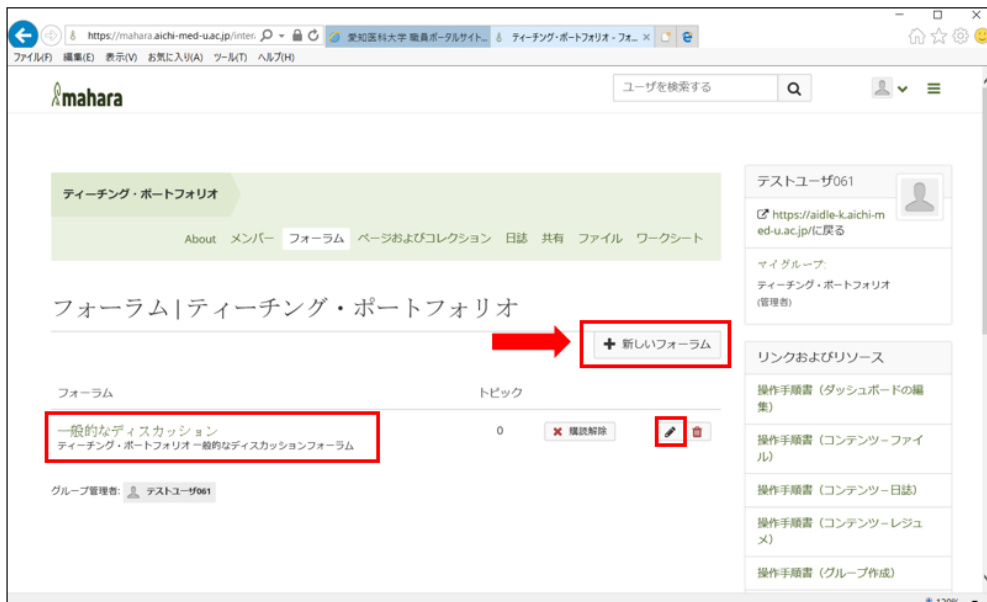 https://mahara.aichi-med-u.ac.jp/inter
愛知医科大学 職員ポータルサイト...
ティーチング・ポートフォリオ - フォ...
ファイル(F) 編集(E) 表示(V) お気に入り(A) ツール(T) ヘルプ(H)
mahara
ユーザを検索する
ティーチング・ポートフォリオ
About メンバー フォーラム ページおよびコレクション 日誌 共有 ファイル ワークシート
フォーラム | ティーチング・ポートフォリオ
新しいフォーラム
フォーラム トピック
一般的なディスカッション 0 購読解除
ティーチング・ポートフォリオ 一般的なディスカッションフォーラム
グループ管理者: テストユーザ061
テストユーザ061
https://aidle-k.aichi-m
ed-u.ac.jp/に戻る
マイグループ:
ティーチング・ポートフォリオ
(管理者)
リンクおよびリソース
操作手順書（ダッシュボードの編
集）
操作手順書（コンテンツ－ファイ
ル）
操作手順書（コンテンツ－日誌）
操作手順書（コンテンツ－レジュ
メ）
操作手順書（グループ作成）
120%